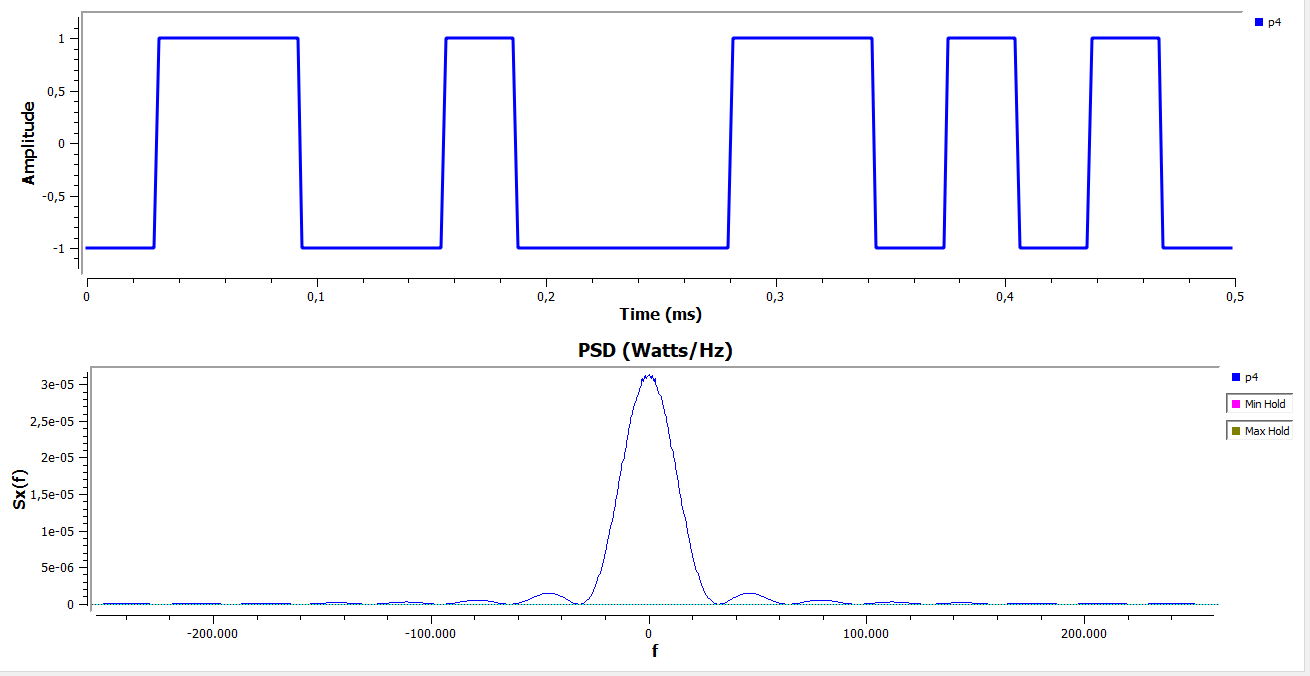 p4
1
0,5
0
-0,5
-1
Amplitude
0 0,1 0,2 0,3 0,4 0,5
Time (ms)
PSD (Watts/Hz)
p4
Min Hold
Max Hold
3e-05
2,5e-05
2e-05
1,5e-05
1e-05
5e-06
0
Sx(f)
-200.000 -100.000 0 100.000 200.000
f